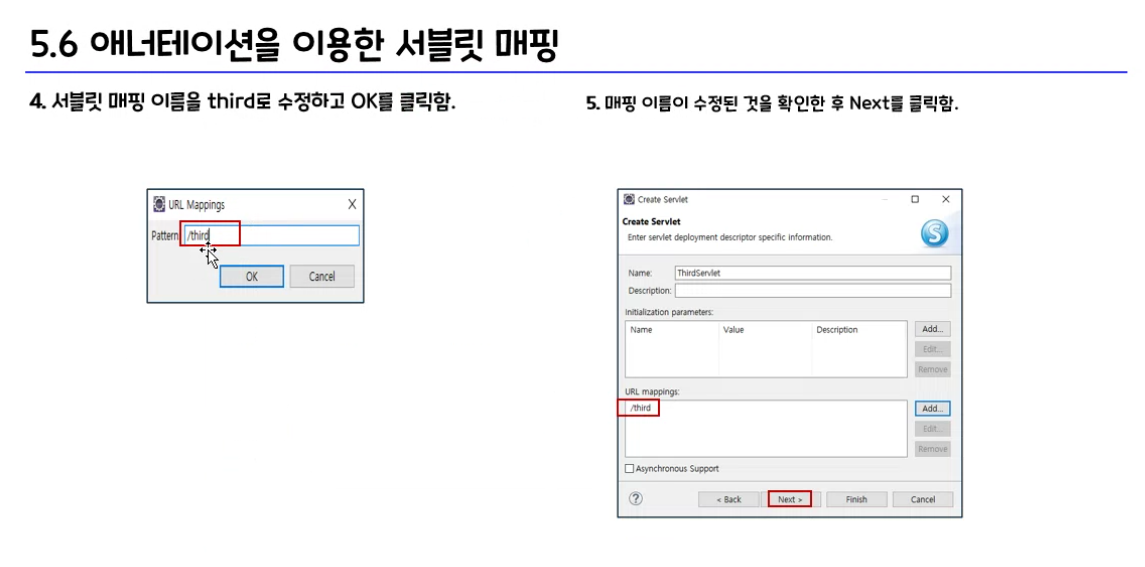 5.6 애너테이션을 이용한 서블릿 매핑
4. 서블릿 매핑 이름을 third로 수정하고 OK를 클릭함.
URL Mappings
Pattern: /third
OK Cancel
5. 매핑 이름이 수정된 것을 확인한 후 Next를 클릭함.
Create Servlet
Create Servlet
Enter servlet deployment descriptor specific information.
Name: ThirdServlet
Description:
Initialization parameters:
Name Value Description
Add...
Edit...
Remove
URL mappings:
/third
Add...
Edit...
Remove
Asynchronous Support
< Back Next > Finish Cancel